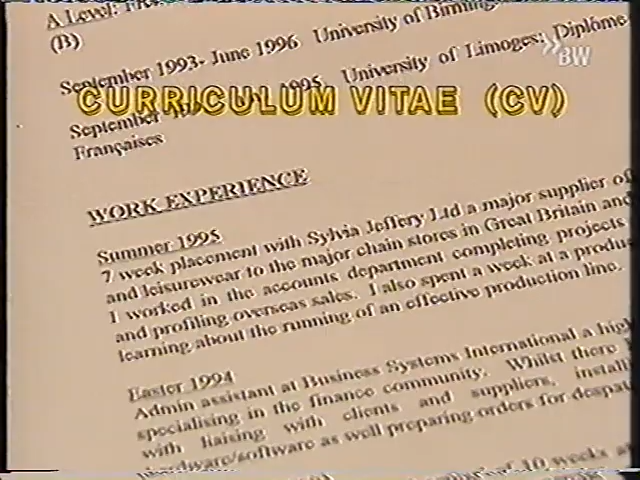 A Level:
(B)
September 1993- June 1996 University of Birming
1995 University of Limoges: Diplôme
BW
CURRICULUM VITAE (CV)
September
Françaises
WORK EXPERIENCE
Summer 1995
7 week placement with Sylvia Jeffery Ltd a major supplier of
and leisurewear to the major chain stores in Great Britain and
I worked in the accounts department completing projects
and profiling overseas sales. I also spent a week at a produc
learning about the running of an effective production line.
Easter 1994
Admin assistant at Business Systems International a high
specialising in the finance community. Whilst there
with liaising with clients and suppliers, install
hardware/software as well preparing orders for despat
of 10 weeks